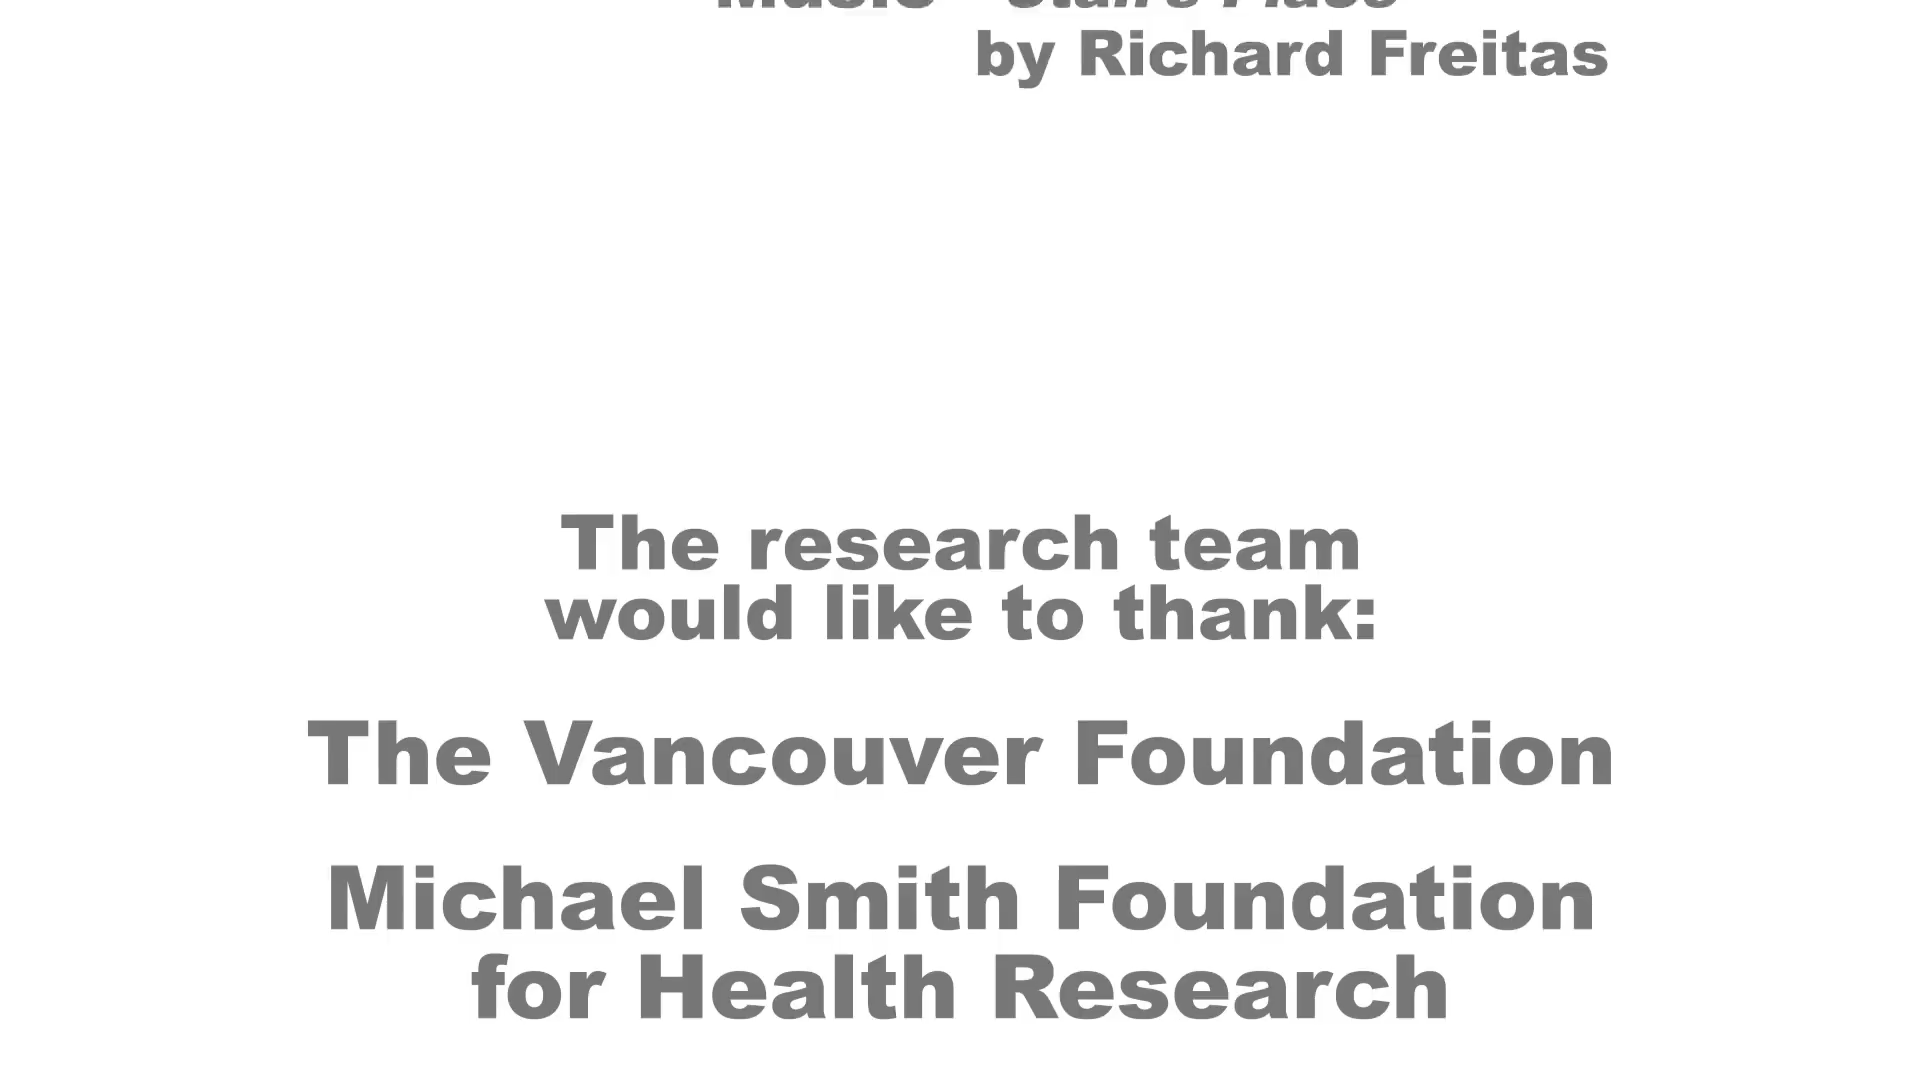 Music
by Richard Freitas
The research team
would like to thank:
The Vancouver Foundation
Michael Smith Foundation
for Health Research